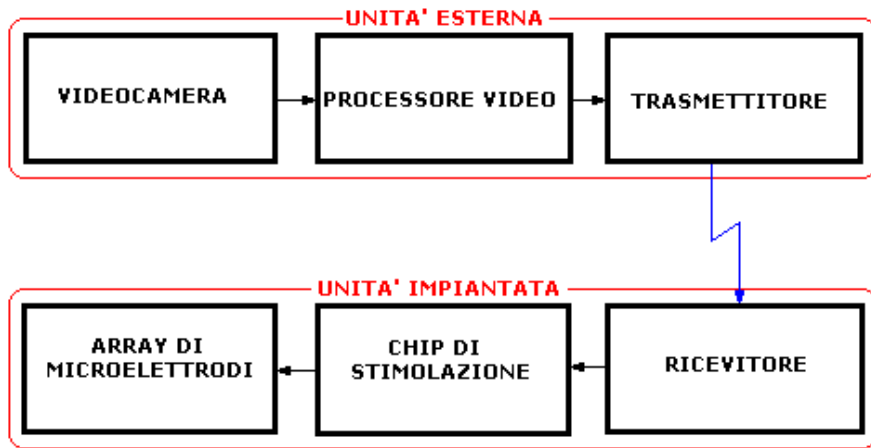 UNITA' ESTERNA
VIDEOCAMERA
PROCESSORE VIDEO
TRASMETTITORE
UNITA' IMPIANTATA
ARRAY DI
MICROELETTRODI
CHIP DI
STIMOLAZIONE
RICEVITORE